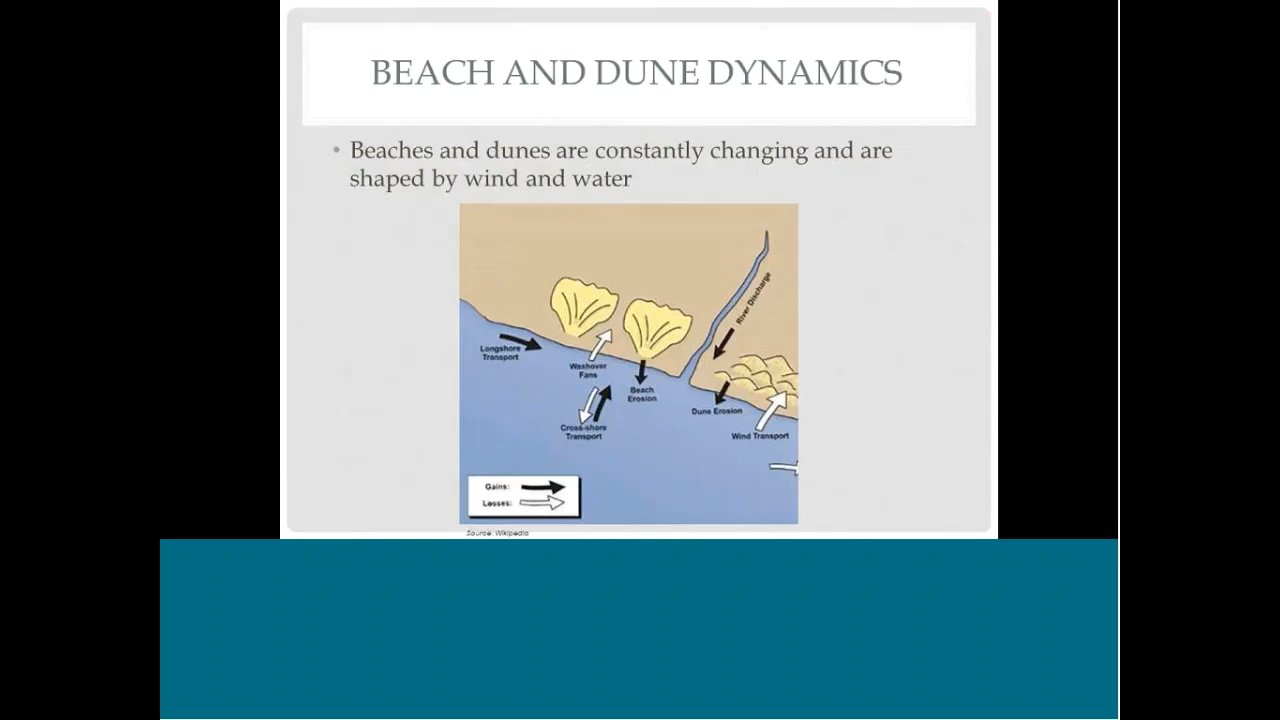 BEACH AND DUNE DYNAMICS
• Beaches and dunes are constantly changing and are
shaped by wind and water
River Discharge
Longshore
Transport
Washover
Fans
Beach
Erosion
Dune Erosion
Cross-shore
Transport
Wind Transport
Gains:
Losses:
Source: Wikipedia